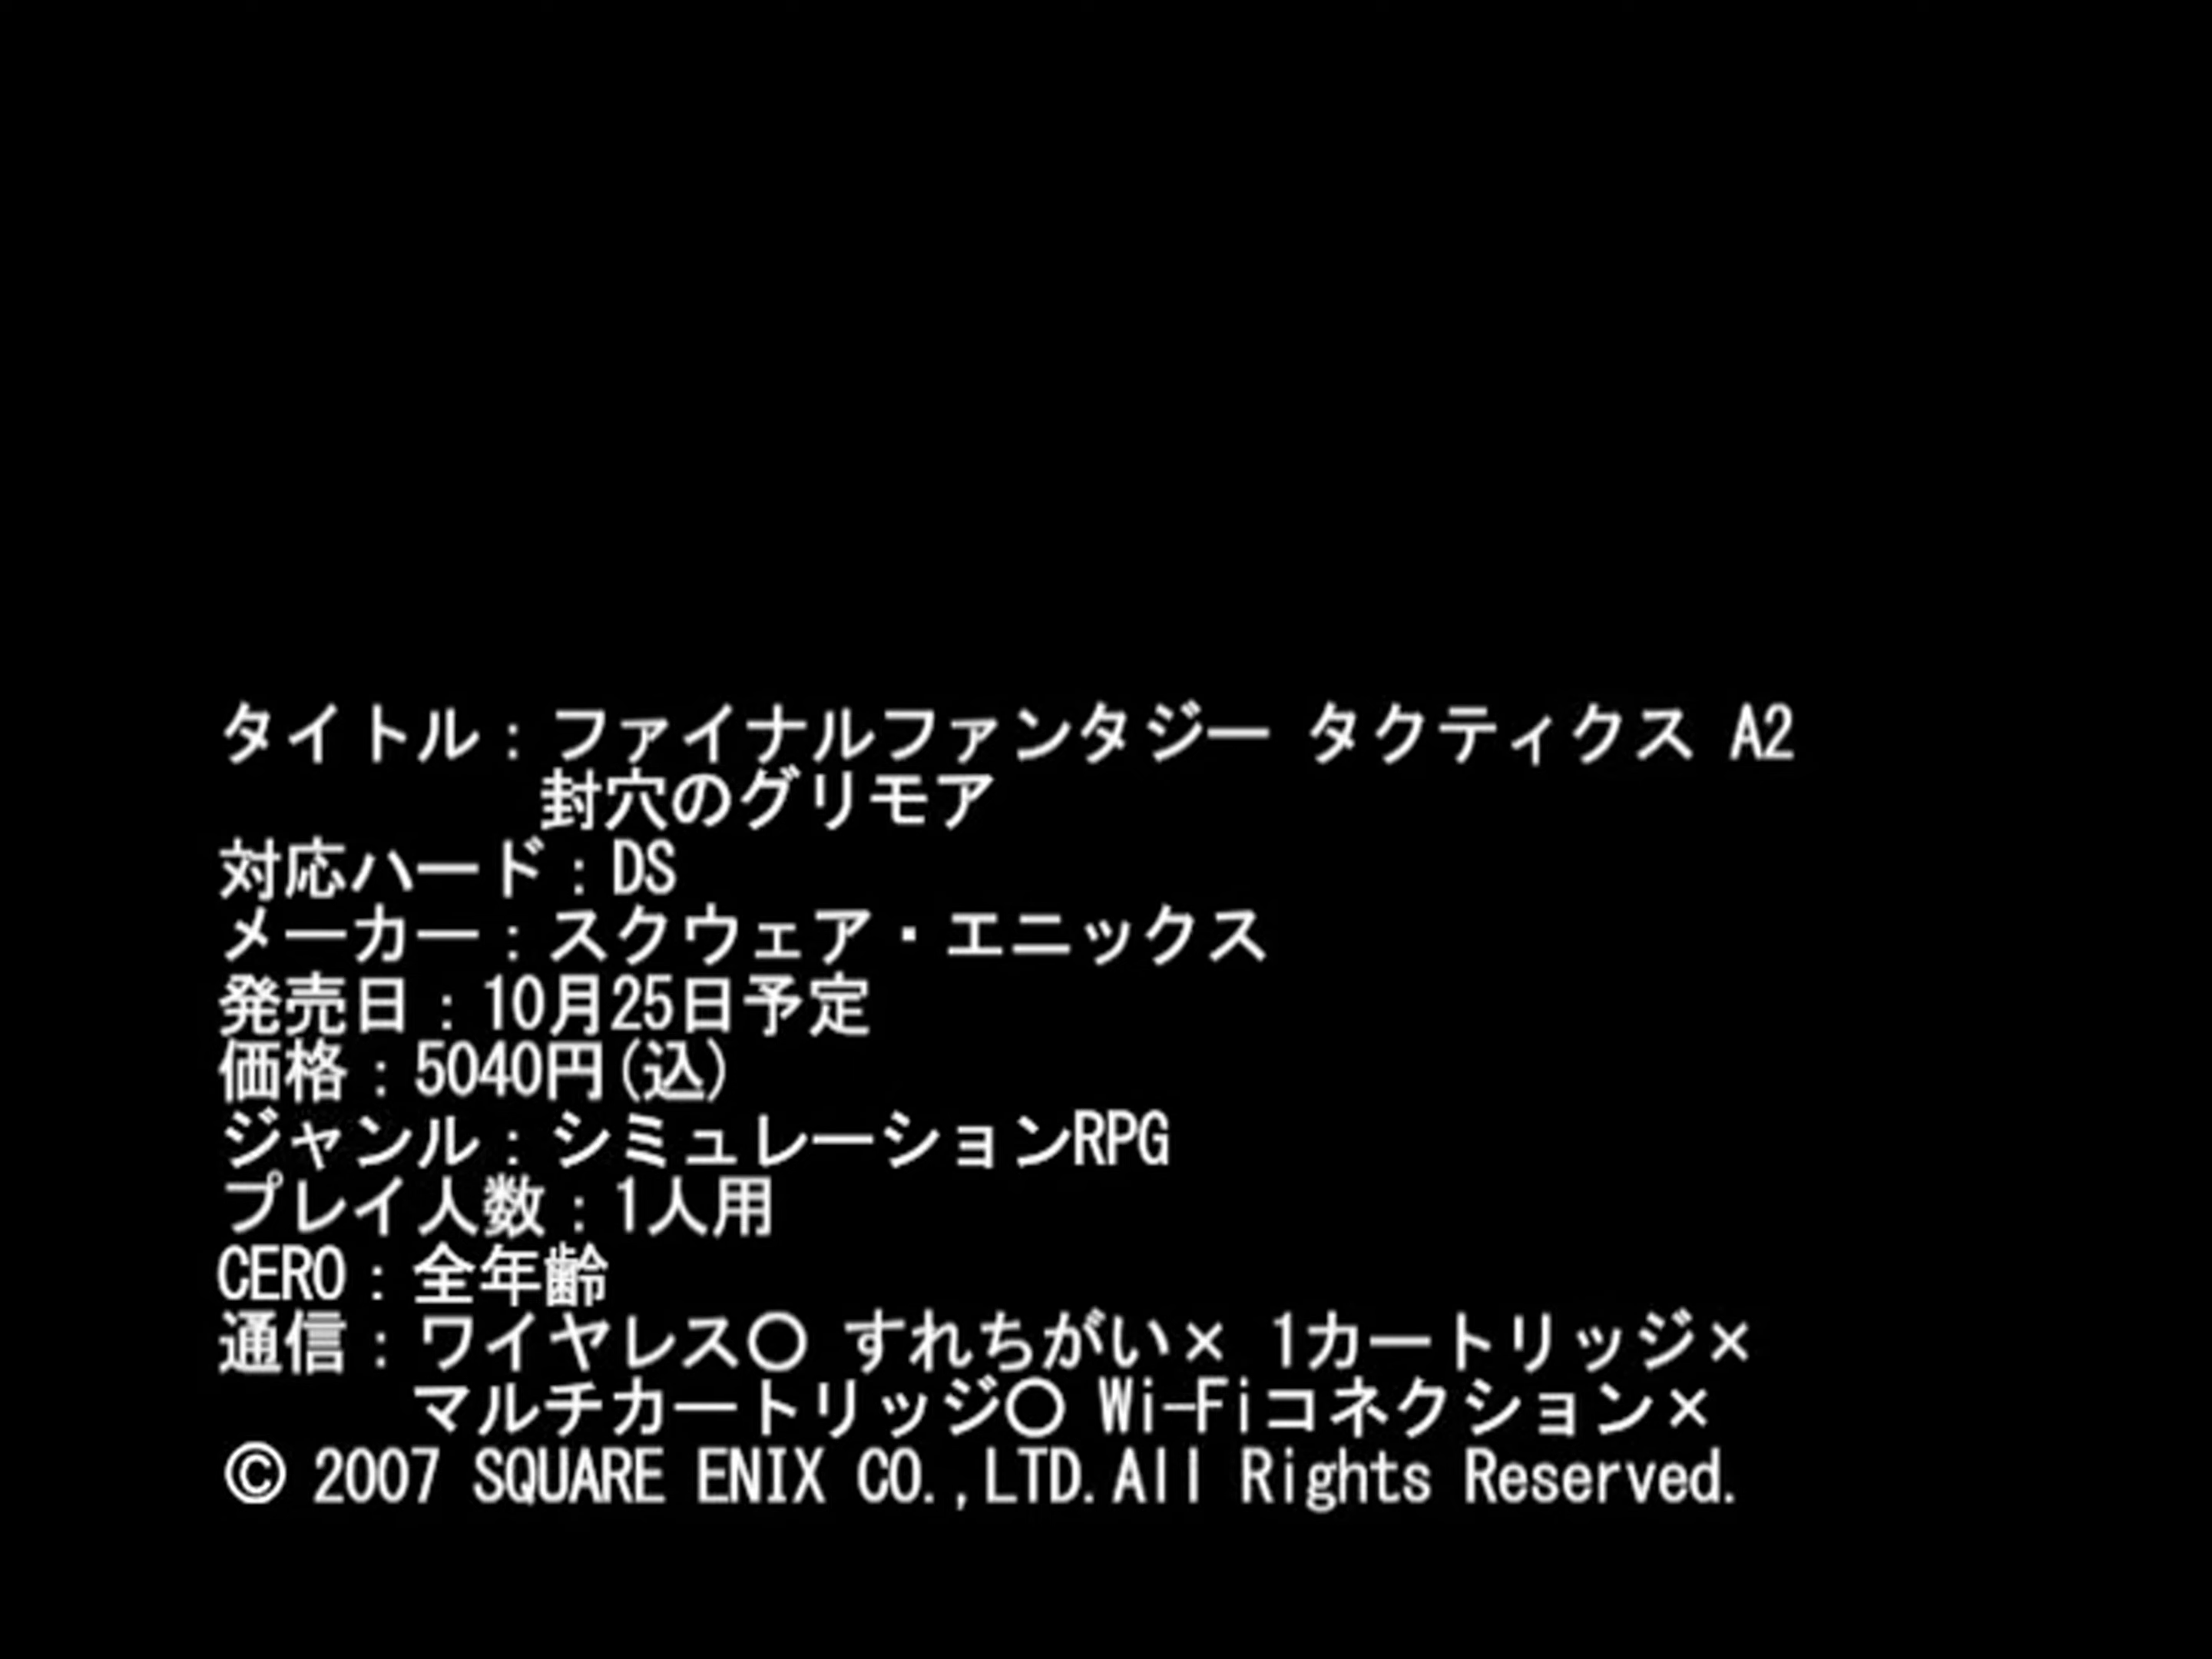 タイトル：ファイナルファンタジー タクティクス A2
封穴のグリモア
対応ハード：DS
メーカー：スクウェア・エニックス
発売日：10月25日予定
価格：5040円(込)
ジャンル：シミュレーションRPG
プレイ人数：1人用
CERO：全年齢
通信：ワイヤレス〇 すれちがい× 1カートリッジ×
マルチカートリッジ〇 Wi-Fiコネクション×
© 2007 SQUARE ENIX CO.,LTD.All Rights Reserved.